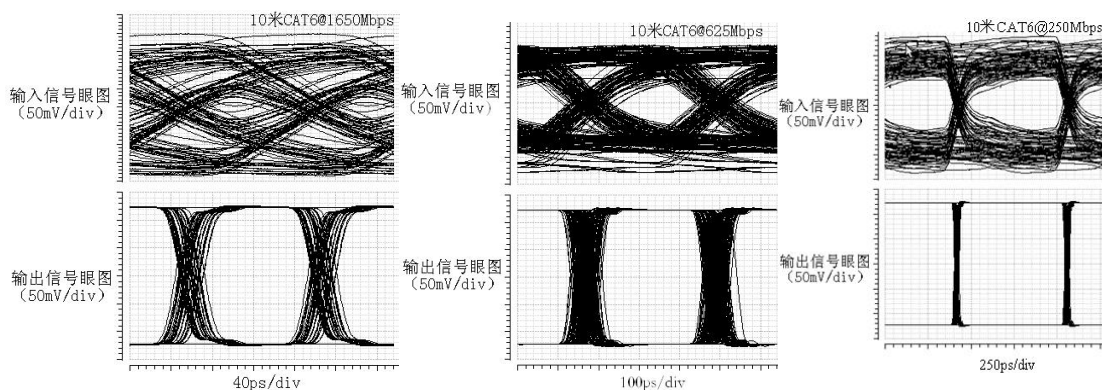 10米CAT6@1650Mbps
输入信号眼图
(50mV/div)
输出信号眼图
(50mV/div)
40ps/div
10米CAT6@625Mbps
输入信号眼图
(50mV/div)
输出信号眼图
(50mV/div)
100ps/div
10米CAT6@250Mbps
输入信号眼图
(50mV/div)
输出信号眼图
(50mV/div)
250ps/div